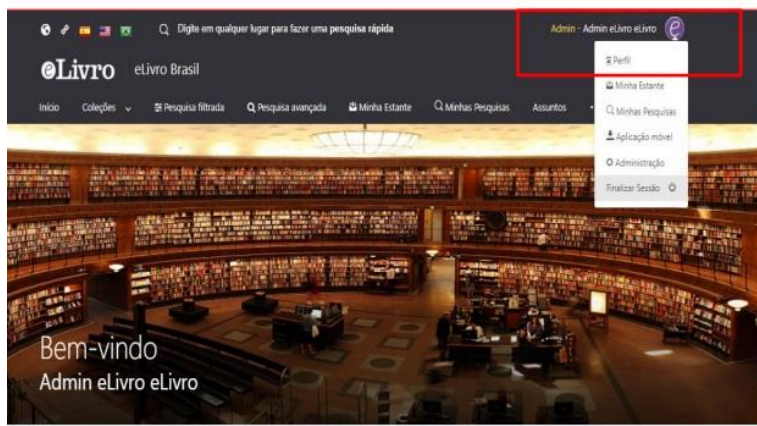 Digite em qualquer lugar para fazer uma pesquisa rápida
Admin - Admin eLivro eLivro
eLivro eLivro Brasil
Início Coleções Pesquisa filtrada Pesquisa avançada Minha Estante Minhas Pesquisas Assuntos
Perfil
Minha Estante
Minhas Pesquisas
Aplicação móvel
Administração
Finalizar Sessão
Bem-vindo
Admin eLivro eLivro